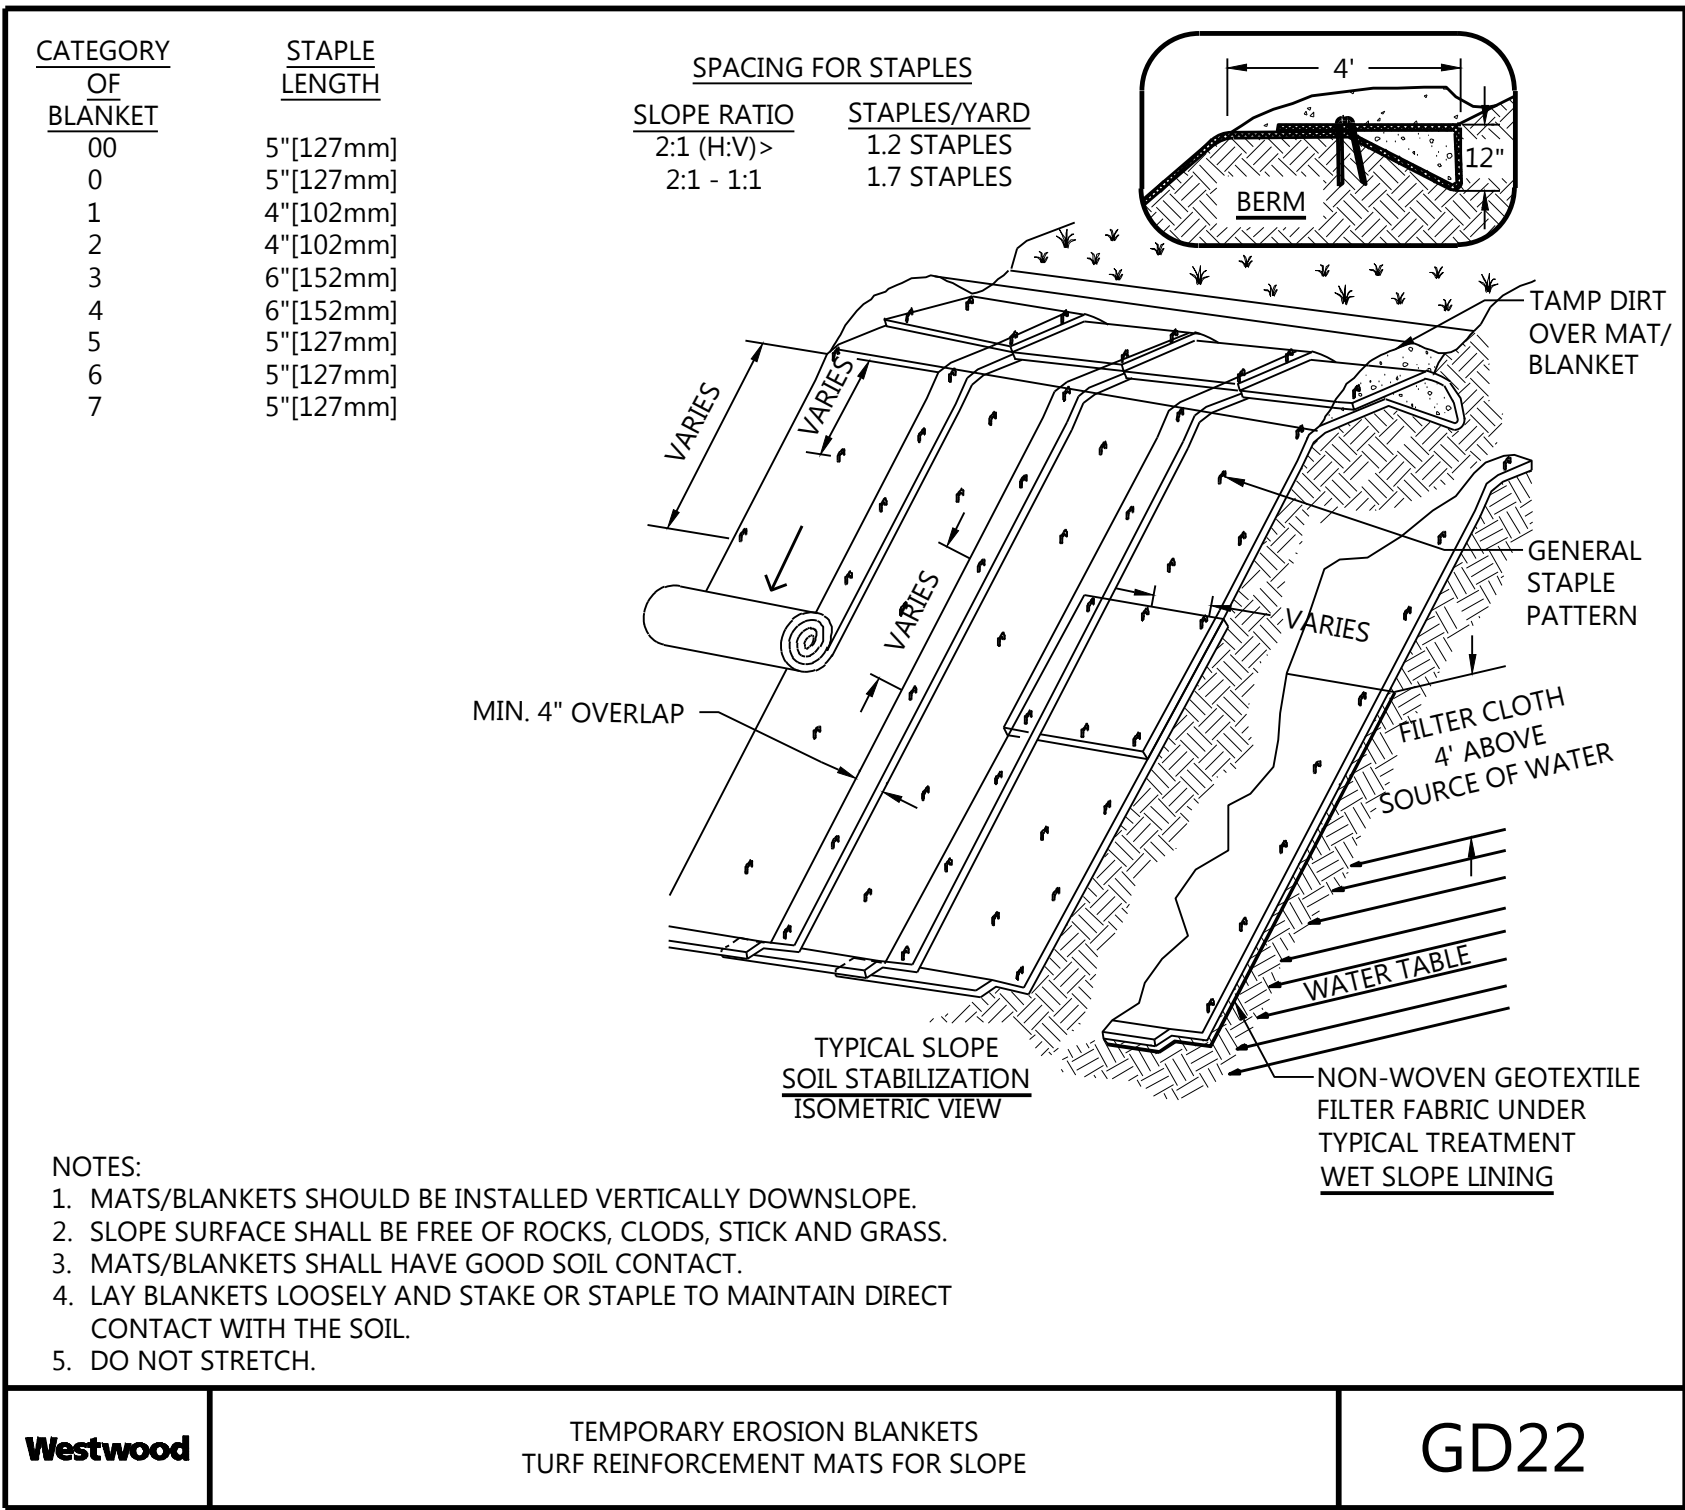 CATEGORY
OF
BLANKET
STAPLE
LENGTH
00 5"[127mm]
0 5"[127mm]
1 4"[102mm]
2 4"[102mm]
3 6"[152mm]
4 6"[152mm]
5 5"[127mm]
6 5"[127mm]
7 5"[127mm]
SPACING FOR STAPLES
SLOPE RATIO STAPLES/YARD
2:1 (H:V)> 1.2 STAPLES
2:1 - 1:1 1.7 STAPLES
4'
12"
BERM
TAMP DIRT
OVER MAT/
BLANKET
VARIES
VARIES
VARIES
VARIES
GENERAL
STAPLE
PATTERN
MIN. 4" OVERLAP
FILTER CLOTH
4' ABOVE
SOURCE OF WATER
WATER TABLE
TYPICAL SLOPE
SOIL STABILIZATION
ISOMETRIC VIEW
NON-WOVEN GEOTEXTILE
FILTER FABRIC UNDER
TYPICAL TREATMENT
WET SLOPE LINING
NOTES:
1. MATS/BLANKETS SHOULD BE INSTALLED VERTICALLY DOWNSLOPE.
2. SLOPE SURFACE SHALL BE FREE OF ROCKS, CLODS, STICK AND GRASS.
3. MATS/BLANKETS SHALL HAVE GOOD SOIL CONTACT.
4. LAY BLANKETS LOOSELY AND STAKE OR STAPLE TO MAINTAIN DIRECT
CONTACT WITH THE SOIL.
5. DO NOT STRETCH.
Westwood
TEMPORARY EROSION BLANKETS
TURF REINFORCEMENT MATS FOR SLOPE
GD22